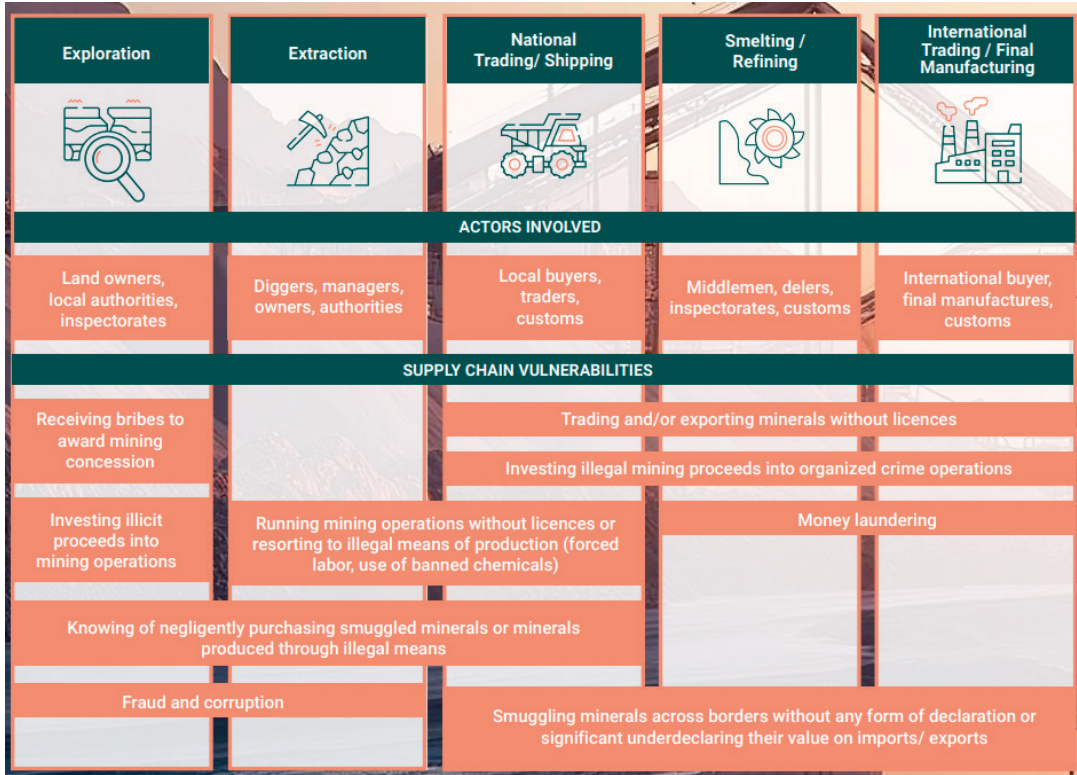 Exploration
Extraction
National
Trading/ Shipping
Smelting /
Refining
International
Trading / Final
Manufacturing
ACTORS INVOLVED
Land owners,
local authorities,
inspectorates
Diggers, managers,
owners, authorities
Local buyers,
traders,
customs
Middlemen, delers,
inspectorates, customs
International buyer,
final manufactures,
customs
SUPPLY CHAIN VULNERABILITIES
Receiving bribes to
award mining
concession
Trading and/or exporting minerals without licences
Investing illegal mining proceeds into organized crime operations
Investing illicit
proceeds into
mining operations
Running mining operations without licences or
resorting to illegal means of production (forced
labor, use of banned chemicals)
Money laundering
Knowing of negligently purchasing smuggled minerals or minerals
produced through illegal means
Fraud and corruption
Smuggling minerals across borders without any form of declaration or
significant underdeclaring their value on imports/ exports